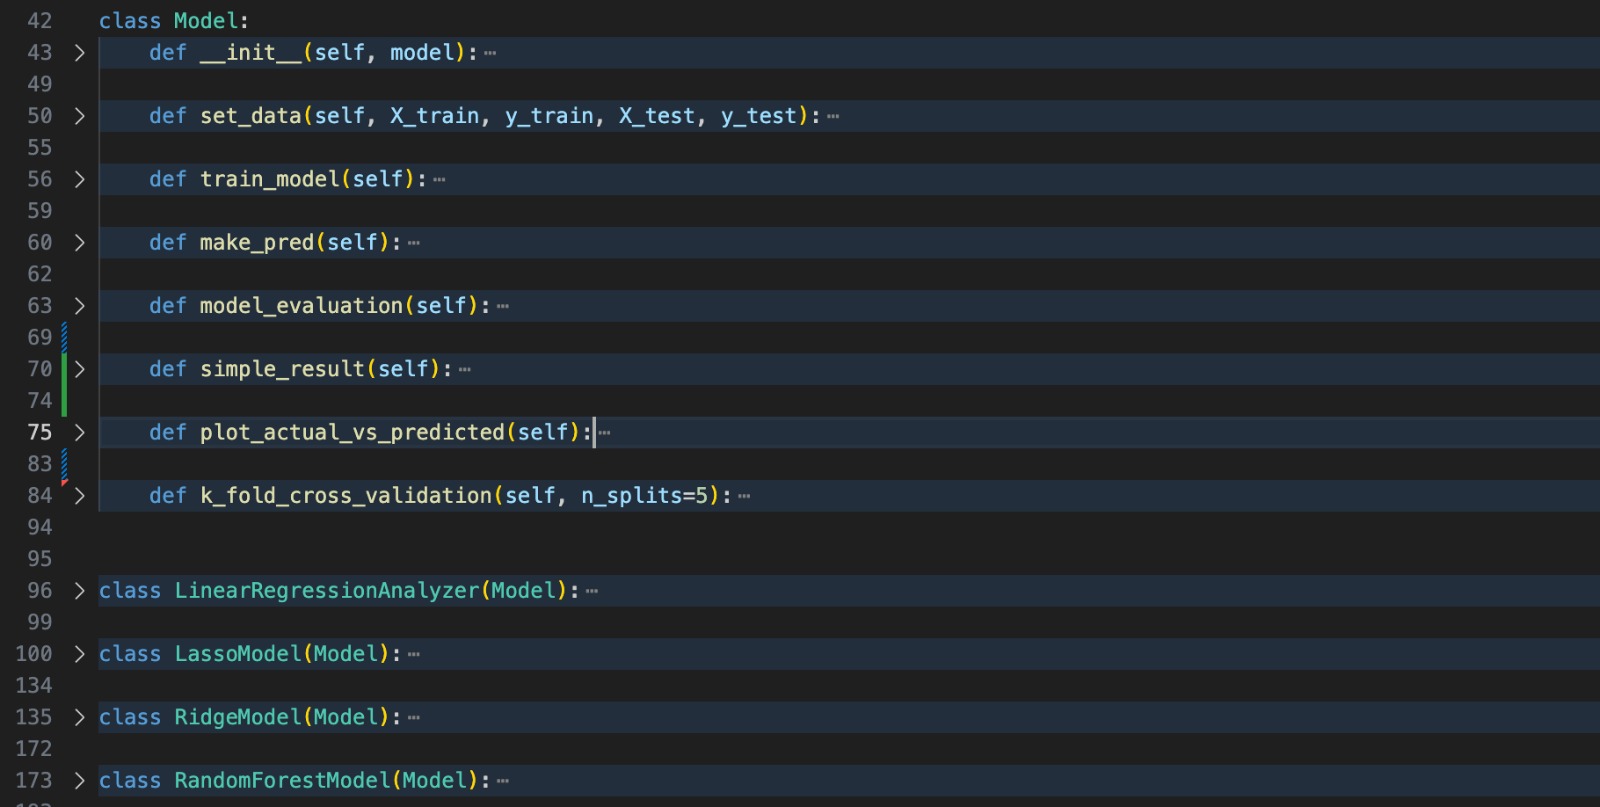 42 class Model:
43 > def __init__(self, model):⋯
49
50 > def set_data(self, X_train, y_train, X_test, y_test):⋯
55
56 > def train_model(self):⋯
59
60 > def make_pred(self):⋯
62
63 > def model_evaluation(self):⋯
69
70 > def simple_result(self):⋯
74
75 > def plot_actual_vs_predicted(self):⋯
83
84 > def k_fold_cross_validation(self, n_splits=5):⋯
94
95
96 > class LinearRegressionAnalyzer(Model):⋯
99
100 > class LassoModel(Model):⋯
134
135 > class RidgeModel(Model):⋯
172
173 > class RandomForestModel(Model):⋯